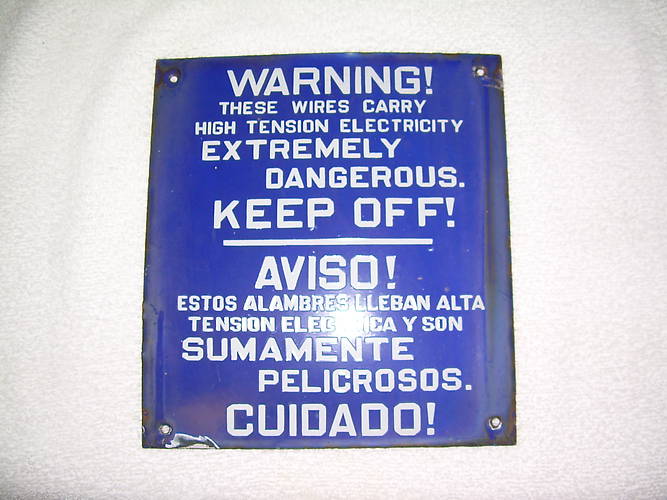 WARNING!
THESE WIRES CARRY
HIGH TENSION ELECTRICITY
EXTREMELY
DANGEROUS.
KEEP OFF!
AVISO!
ESTOS ALAMBRES LLEBAN ALTA
TENSION ELECTRICA Y SON
SUMAMENTE
PELICROSOS.
CUIDADO!